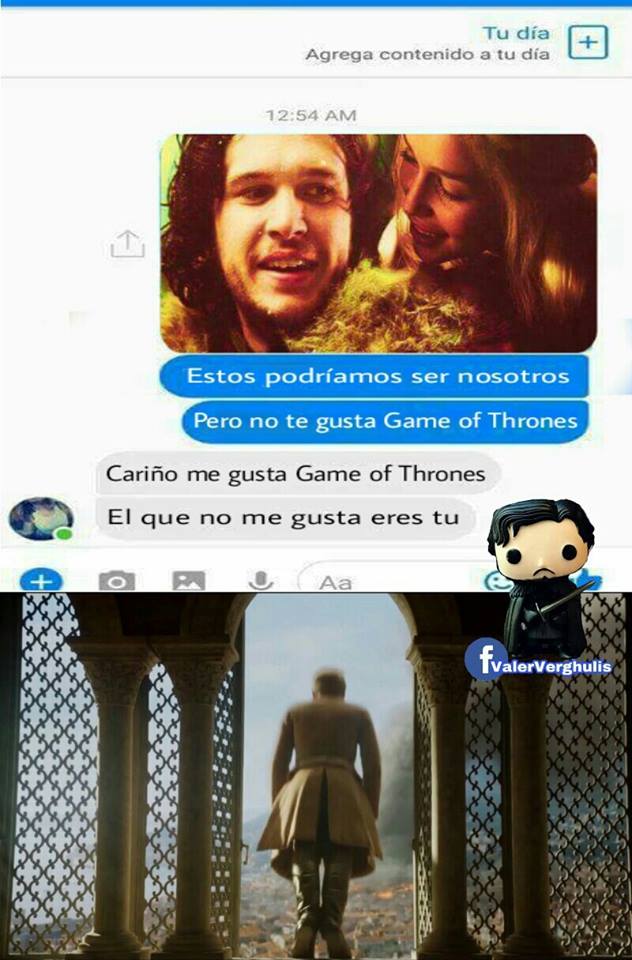 Tu día
Agrega contenido a tu día
12:54 AM
Estos podríamos ser nosotros
Pero no te gusta Game of Thrones
Cariño me gusta Game of Thrones
El que no me gusta eres tu
Aa
f ValerVerghulis